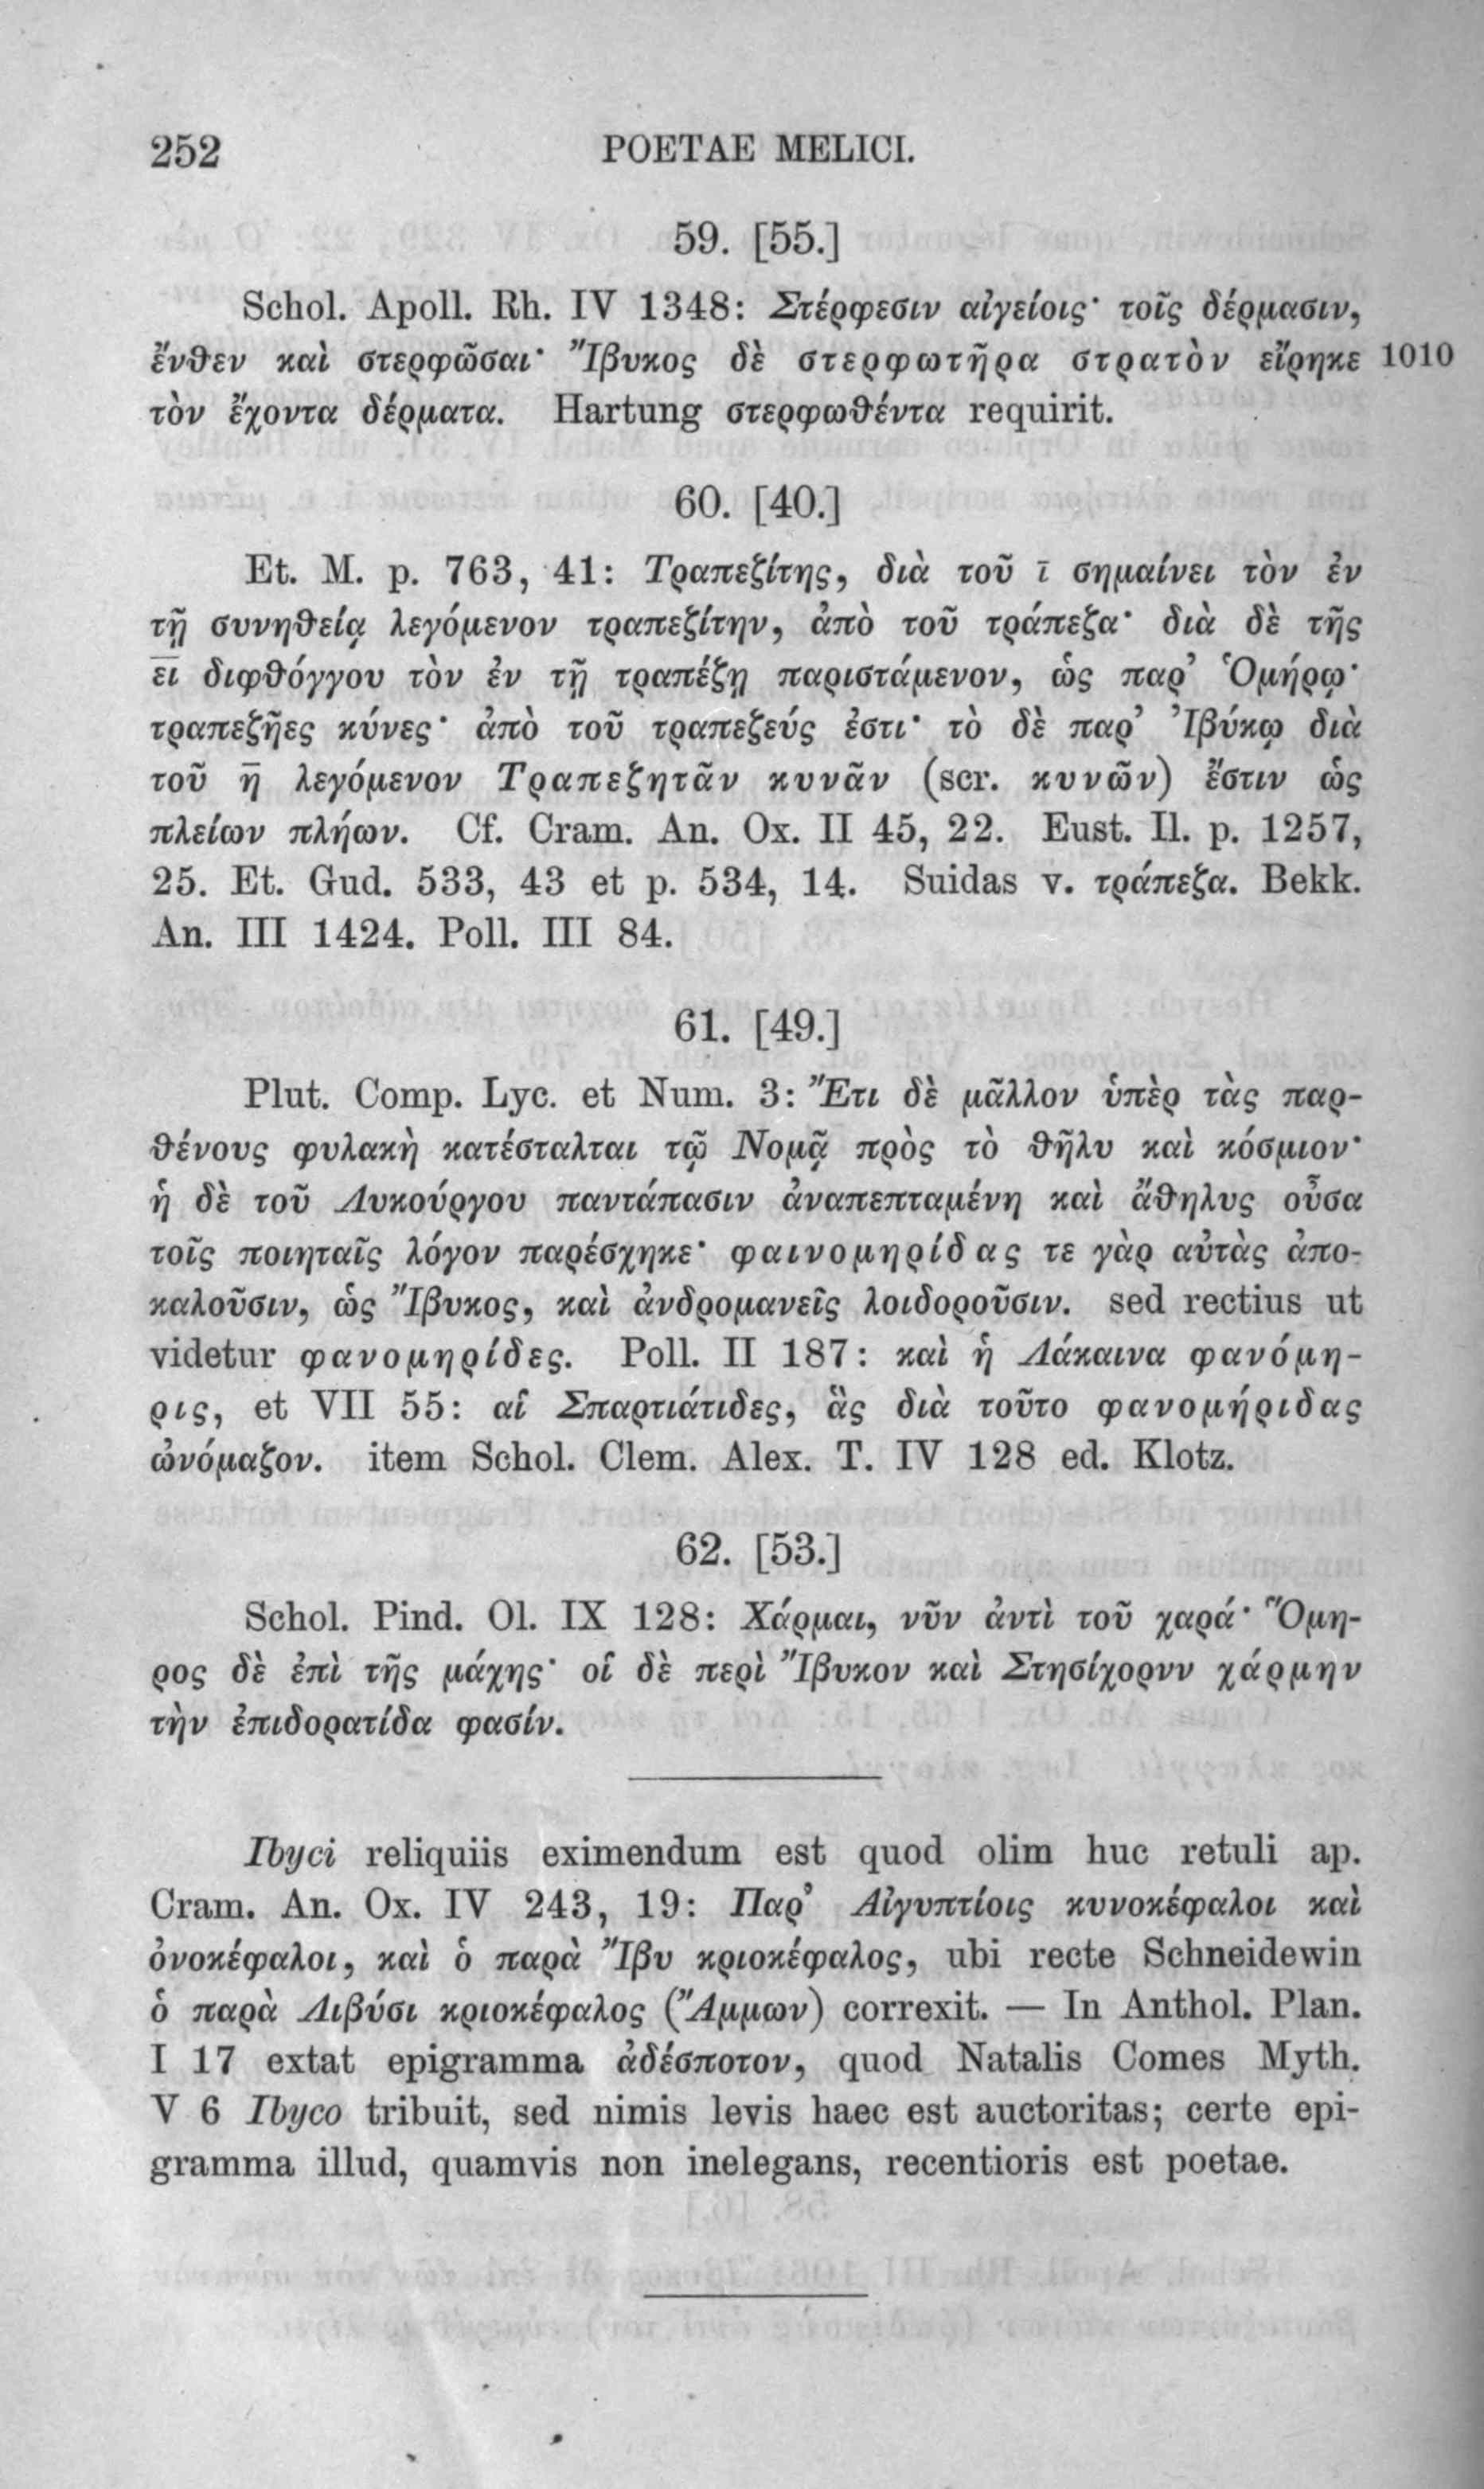 252 POETAE MELICI.
59. [55.]
Schol. Apoll. Rh. IV 1348: Στέρφεσιν αἰγείοις· τοῖς δέρμασιν,
ἔνθεν καὶ στερφῶσαι· Ἴβυκος δὲ στερφωτῆρα στρατὸν εἴρηκε 1010
τὸν ἔχοντα δέρματα. Hartung στερφωθέντα requirit.
60. [40.]
Et. M. p. 763, 41: Τραπεζίτης, διὰ τοῦ ῑ σημαίνει τὸν ἐν
τῇ συνηθείᾳ λεγόμενον τραπεζίτην, ἀπὸ τοῦ τράπεζα· διὰ δὲ τῆς
ε̅ι̅ διφθόγγου τὸν ἐν τῇ τραπέζῃ παριστάμενον, ὡς παρ’ Ὁμήρῳ·
τραπεζῆες κύνες· ἀπὸ τοῦ τραπεζεύς ἐστι· τὸ δὲ παρ’ Ἰβύκῳ διὰ
τοῦ η̅ λεγόμενον Τραπεζητᾶν κυνᾶν (scr. κυνῶν) ἔστιν ὡς
πλείων πλήων. Cf. Cram. An. Ox. II 45, 22. Eust. Il. p. 1257,
25. Et. Gud. 533, 43 et p. 534, 14. Suidas v. τράπεζα. Bekk.
An. III 1424. Poll. III 84.
61. [49.]
Plut. Comp. Lyc. et Num. 3: Ἔτι δὲ μᾶλλον ὑπὲρ τὰς παρ-
θένους φυλακὴ κατέσταλται τῷ Νομᾷ πρὸς τὸ θῆλυ καὶ κόσμιον·
ἡ δὲ τοῦ Λυκούργου παντάπασιν ἀναπεπταμένη καὶ ἄθηλυς οὖσα
τοῖς ποιηταῖς λόγον παρέσχηκε· φαινομηρίδας τε γὰρ αὐτὰς ἀπο-
καλοῦσιν, ὡς Ἴβυκος, καὶ ἀνδρομανεῖς λοιδοροῦσιν. sed rectius ut
videtur φανομηρίδες. Poll. II 187: καὶ ἡ Λάκαινα φανόμη-
ρις, et VII 55: αἱ Σπαρτιάτιδες, ἃς διὰ τοῦτο φανομήριδας
ὠνόμαζον. item Schol. Clem. Alex. T. IV 128 ed. Klotz.
62. [53.]
Schol. Pind. Ol. IX 128: Χάρμαι, νῦν ἀντὶ τοῦ χαρά· Ὅμη-
ρος δὲ ἐπὶ τῆς μάχης· οἱ δὲ περὶ Ἴβυκον καὶ Στησίχορνν χάρμην
τὴν ἐπιδορατίδα φασίν.
Ibyci reliquiis eximendum est quod olim huc retuli ap.
Cram. An. Ox. IV 243, 19: Παρ’ Αἰγυπτίοις κυνοκέφαλοι καὶ
ὀνοκέφαλοι, καὶ ὁ παρὰ Ἴβυ κριοκέφαλος, ubi recte Schneidewin
ὁ παρὰ Λιβύσι κριοκέφαλος (Ἄμμων) correxit. — In Anthol. Plan.
I 17 extat epigramma ἀδέσποτον, quod Natalis Comes Myth.
V 6 Ibyco tribuit, sed nimis levis haec est auctoritas; certe epi-
gramma illud, quamvis non inelegans, recentioris est poetae.